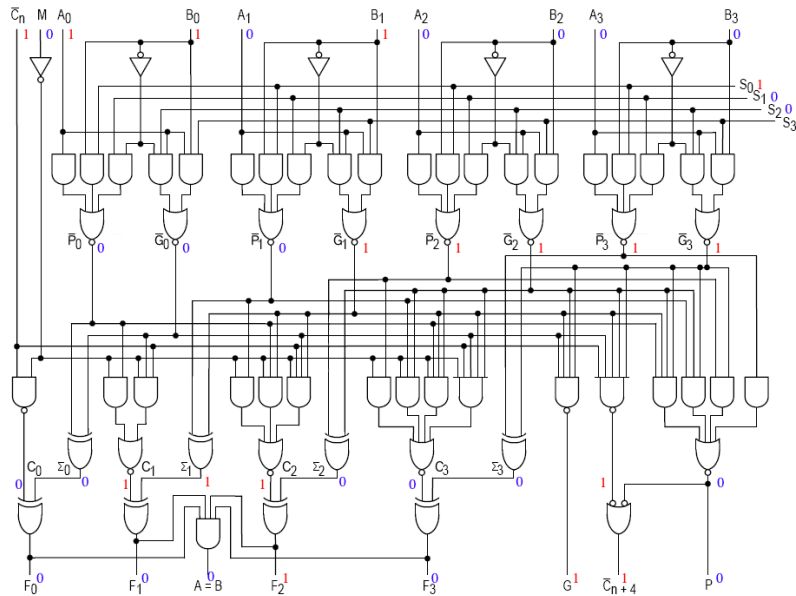 C̄n M A0 B0 A1 B1 A2 B2 A3 B3
1 0 1 1 0 1 0 0 0 0
S0 1
S1 0
S2 0
S3
P̄0 0 Ḡ0 0 P̄1 0 Ḡ1 1 P̄2 1 Ḡ2 1 P̄3 1 Ḡ3 1
C0 Σ0 C1 Σ1 C2 Σ2 C3 Σ3
0 0 1 1 1 0 0 0 1 0
F0 0 F1 0 A = B 0 F2 1 F3 0 G 1 C̄n + 4 1 P 0